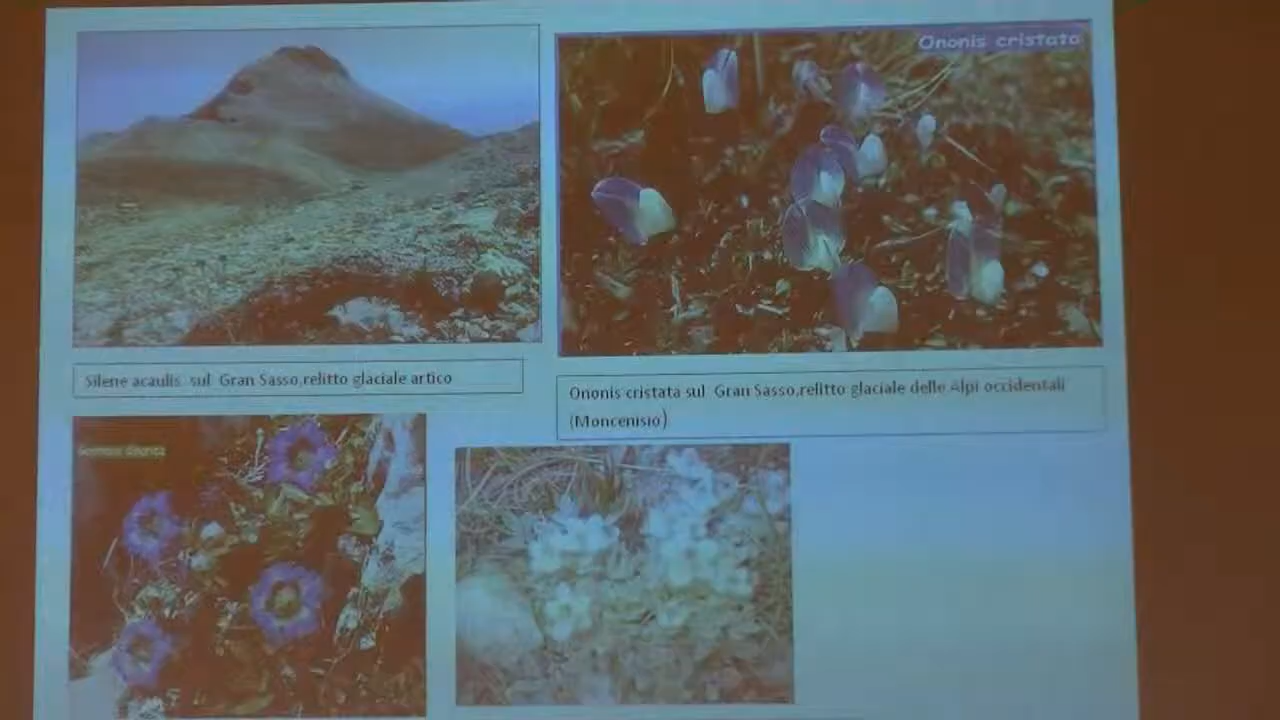 Ononis cristata
Silene acaulis sul Gran Sasso,relitto glaciale artico
Ononis cristata sul Gran Sasso,relitto glaciale delle Alpi occidentali
(Moncenisio)